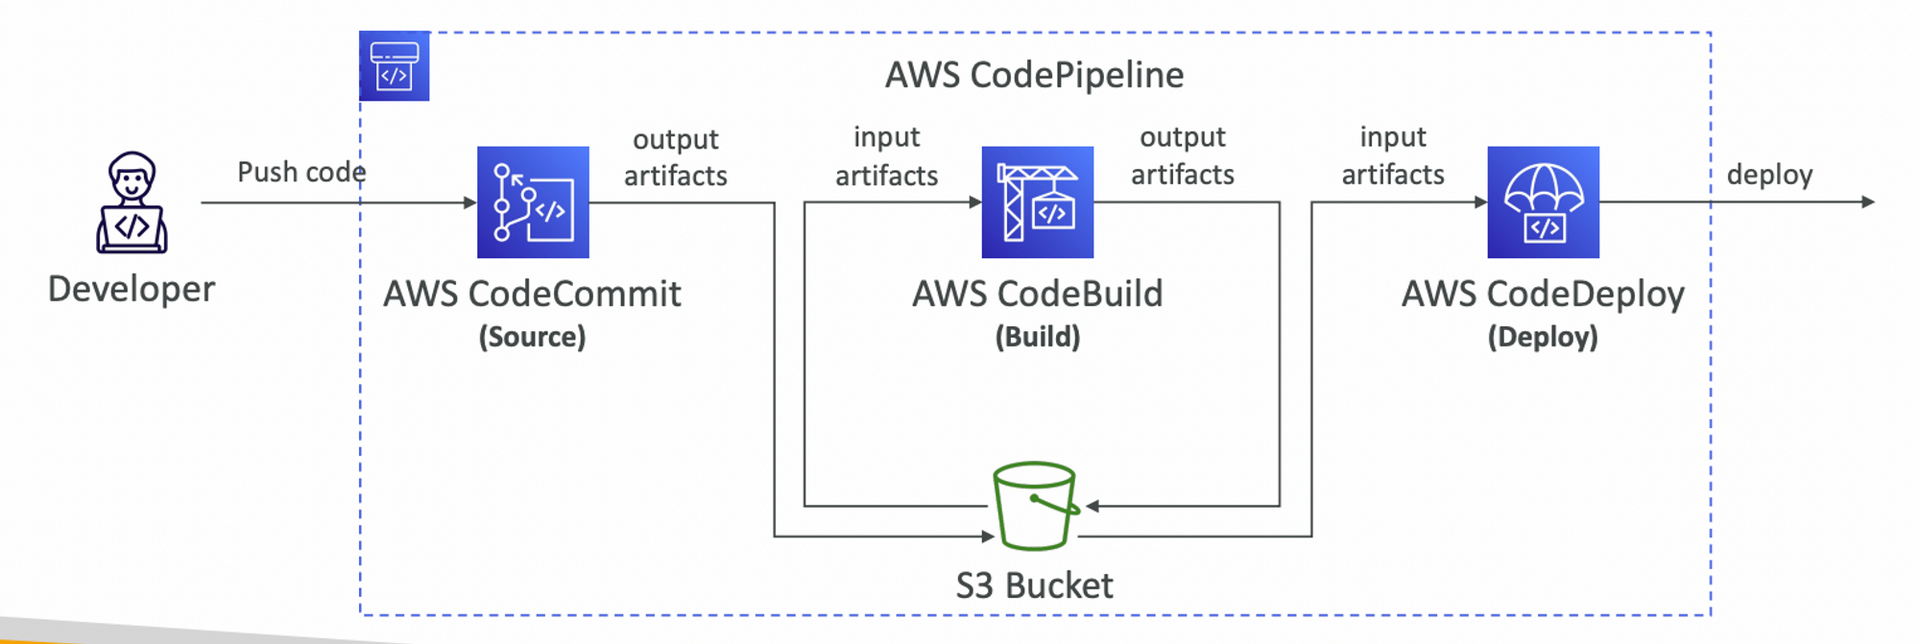 AWS CodePipeline
Push code
output
artifacts
input
artifacts
output
artifacts
input
artifacts
deploy
</>
</>
</>
</>
</>
Developer
AWS CodeCommit
(Source)
AWS CodeBuild
(Build)
AWS CodeDeploy
(Deploy)
S3 Bucket